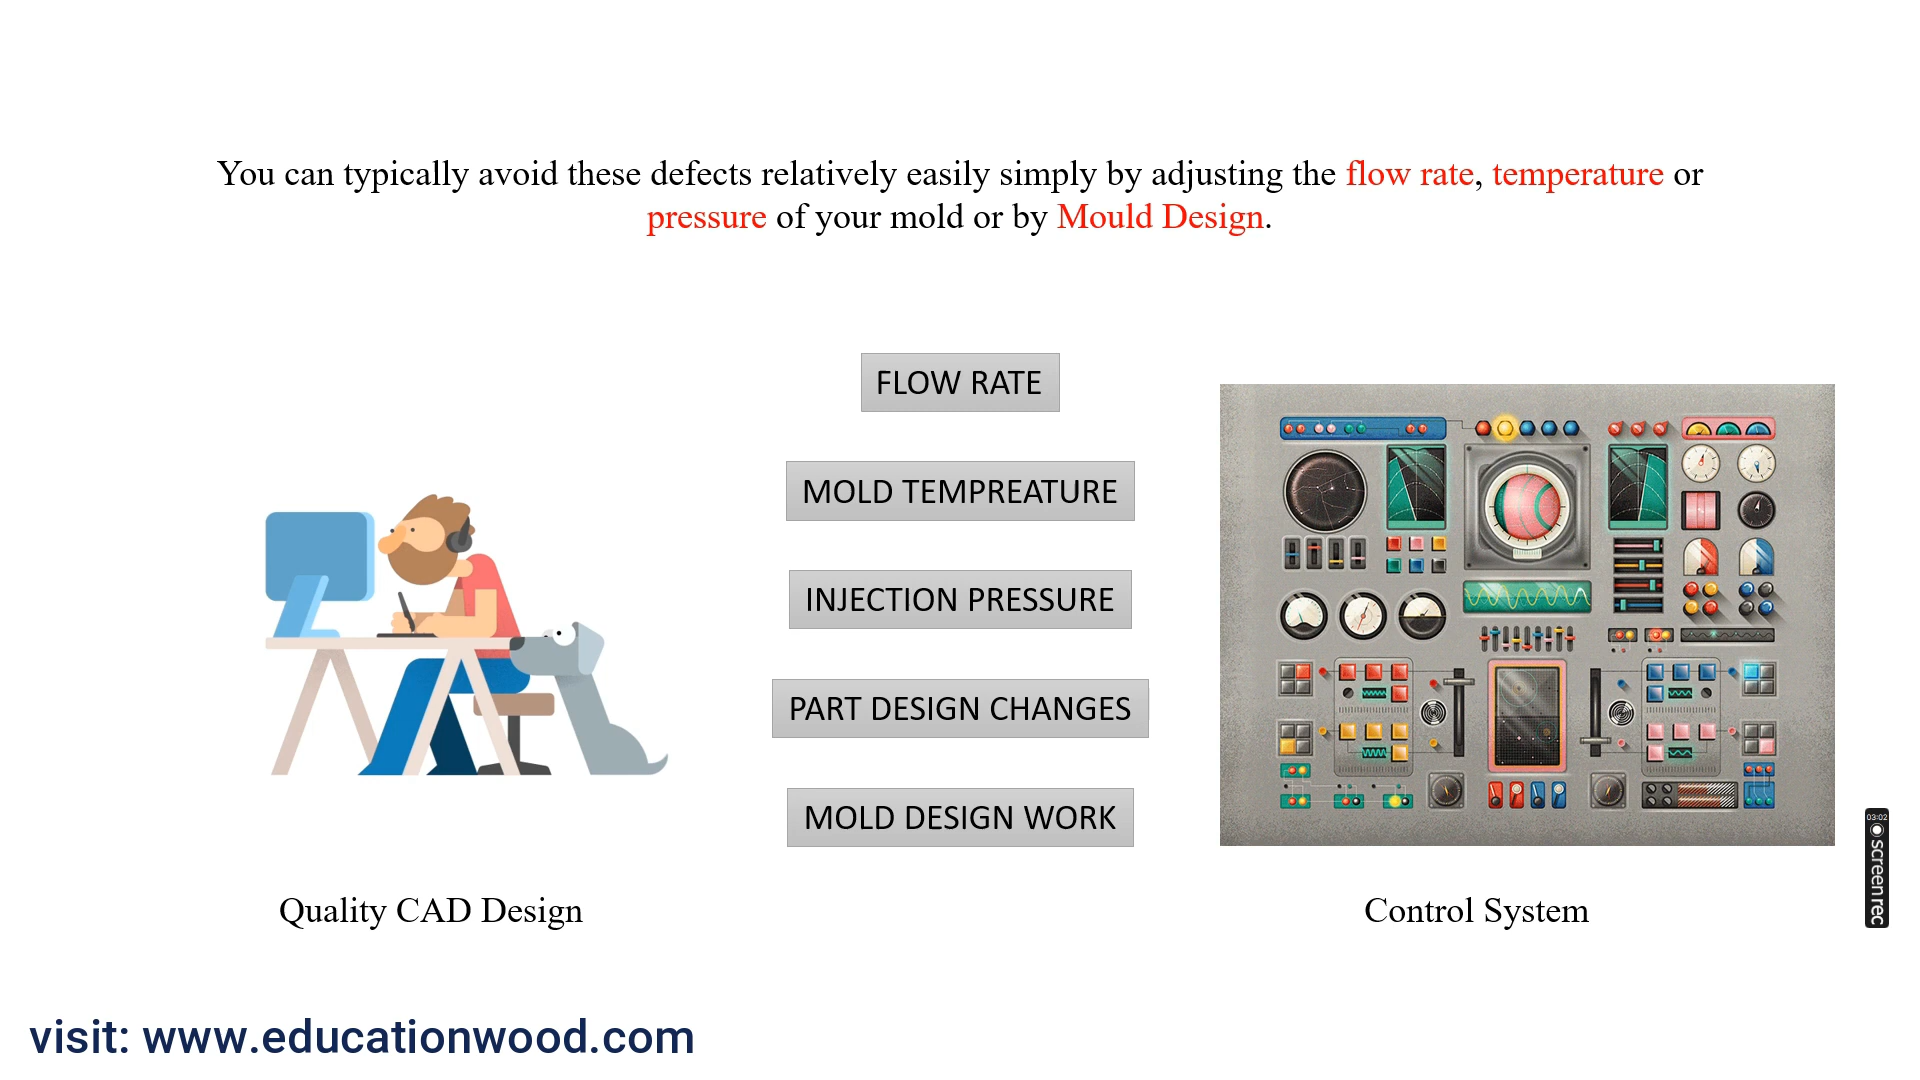 You can typically avoid these defects relatively easily simply by adjusting the flow rate, temperature or
pressure of your mold or by Mould Design.
FLOW RATE
MOLD TEMPREATURE
INJECTION PRESSURE
PART DESIGN CHANGES
MOLD DESIGN WORK
Quality CAD Design
Control System
03:02
screenrec
visit: www.educationwood.com